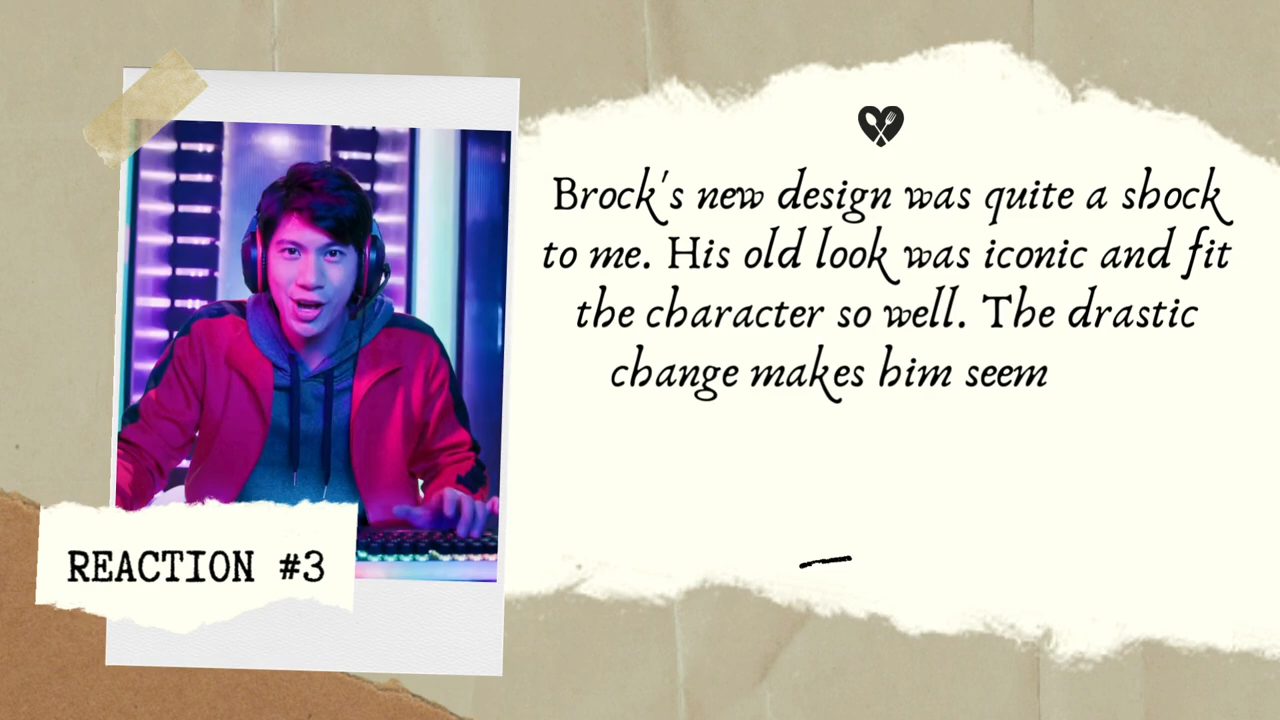 Brock's new design was quite a shock
to me. His old look was iconic and fit
the character so well. The drastic
change makes him seem
REACTION #3